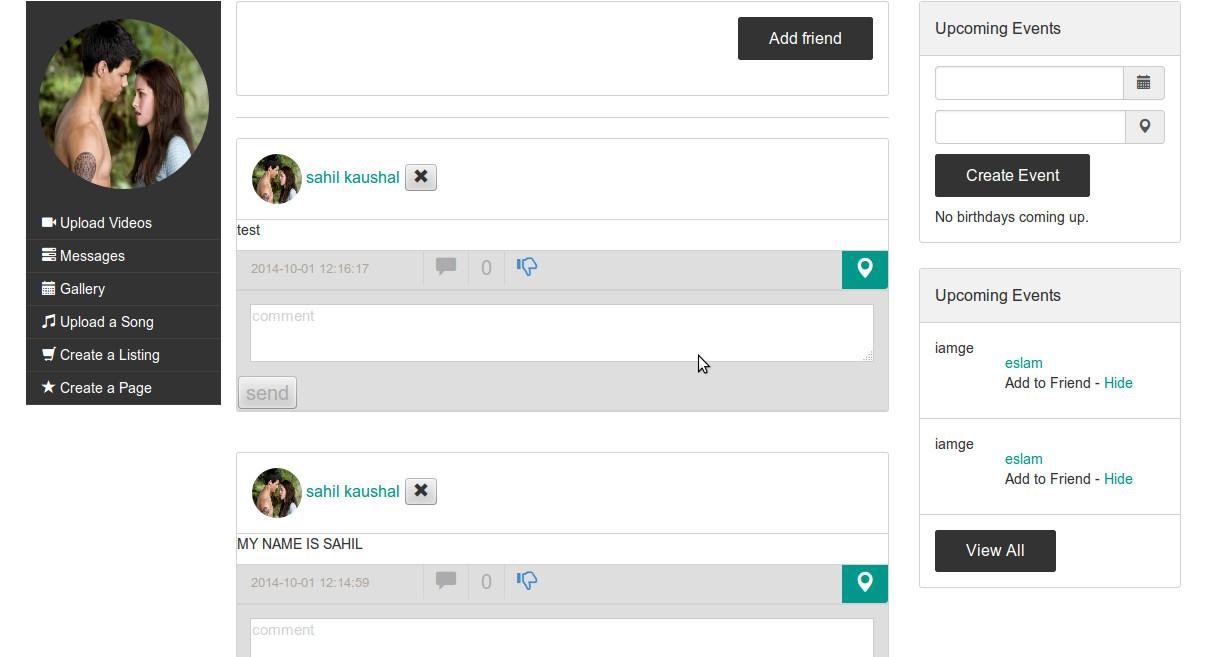 Upload Videos
Messages
Gallery
Upload a Song
Create a Listing
Create a Page
Add friend
sahil kaushal
test
2014-10-01 12:16:17
0
comment
send
sahil kaushal
MY NAME IS SAHIL
2014-10-01 12:14:59
0
comment
Upcoming Events
Create Event
No birthdays coming up.
Upcoming Events
iamge
eslam
Add to Friend - Hide
iamge
eslam
Add to Friend - Hide
View All